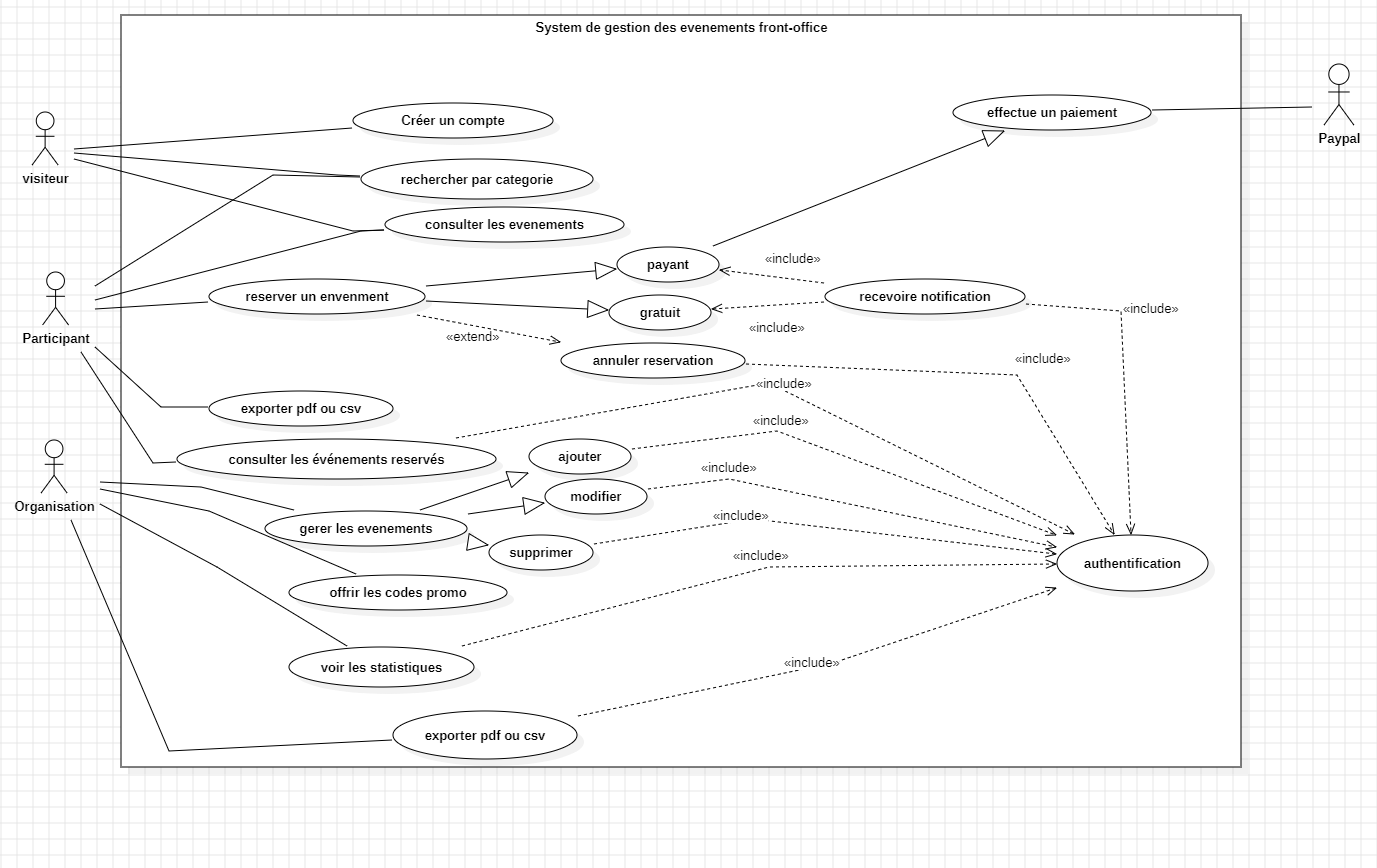 System de gestion des evenements front-office
effectue un paiement
Paypal
Créer un compte
visiteur
rechercher par categorie
consulter les evenements
payant
«include»
reserver un envenment
recevoire notification
gratuit
«include»
«include»
Participant
«extend»
annuler reservation
«include»
«include»
exporter pdf ou csv
«include»
consulter les événements reservés
ajouter
«include»
modifier
Organisation
«include»
gerer les evenements
supprimer
«include»
authentification
offrir les codes promo
voir les statistiques
«include»
exporter pdf ou csv